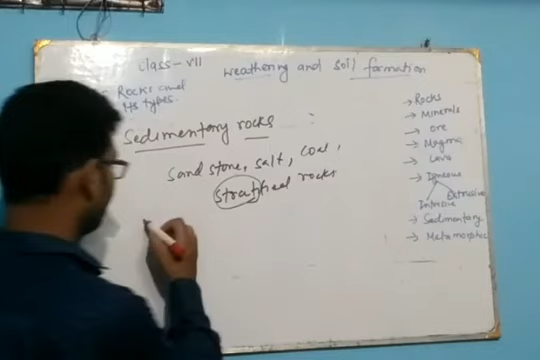 Class-VII
weathering and soil formation
Rocks and
its types.
Sedimentary rocks :
Sand stone, salt, coal,
stratified rocks
→ Rocks
→ Minerals
→ ore
→ Magma
→ Lava
→ Igneous
Extrusive
Intrusive
→ Sedimentary.
→ Metamorphic